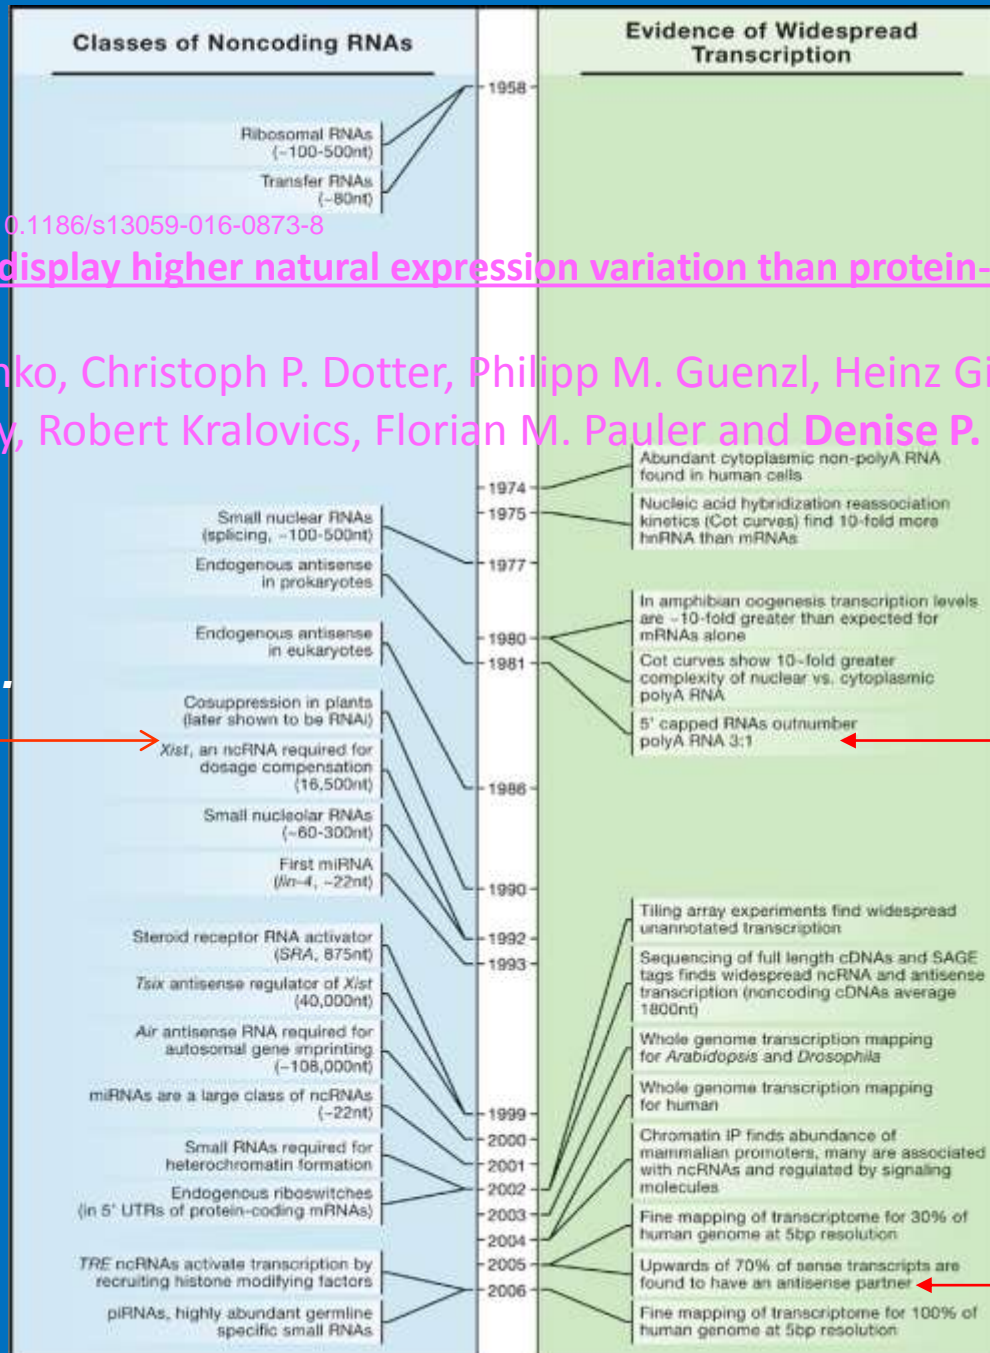 Classes of Noncoding RNAs
Evidence of Widespread
Transcription
1958
Ribosomal RNAs
(~100-500nt)
Transfer RNAs
(~80nt)
0.1186/s13059-016-0873-8
display higher natural expression variation than protein-
nko, Christoph P. Dotter, Philipp M. Guenzl, Heinz Gi
y, Robert Kralovics, Florian M. Pauler and Denise P.
1974
1975
1977
1980
1981
1986
1990
1992
1993
1999
2000
2001
2002
2003
2004
2005
2006
Small nuclear RNAs
(splicing, ~100-500nt)
Endogenous antisense
in prokaryotes
Endogenous antisense
in eukaryotes
.
Cosuppression in plants
(later shown to be RNAi)
Xist, an ncRNA required for
dosage compensation
(16,500nt)
Small nucleolar RNAs
(~60-300nt)
First miRNA
(lin-4, ~22nt)
Steroid receptor RNA activator
(SRA, 875nt)
Tsix antisense regulator of Xist
(40,000nt)
Air antisense RNA required for
autosomal gene imprinting
(~108,000nt)
miRNAs are a large class of ncRNAs
(~22nt)
Small RNAs required for
heterochromatin formation
Endogenous riboswitches
(in 5' UTRs of protein-coding mRNAs)
TRE ncRNAs activate transcription by
recruiting histone modifying factors
piRNAs, highly abundant germline
specific small RNAs
Abundant cytoplasmic non-polyA RNA
found in human cells
Nucleic acid hybridization reassociation
kinetics (Cot curves) find 10-fold more
hnRNA than mRNAs
In amphibian oogenesis transcription levels
are ~10-fold greater than expected for
mRNAs alone
Cot curves show 10-fold greater
complexity of nuclear vs. cytoplasmic
polyA RNA
5' capped RNAs outnumber
polyA RNA 3:1
Tiling array experiments find widespread
unannotated transcription
Sequencing of full length cDNAs and SAGE
tags finds widespread ncRNA and antisense
transcription (noncoding cDNAs average
1800nt)
Whole genome transcription mapping
for Arabidopsis and Drosophila
Whole genome transcription mapping
for human
Chromatin IP finds abundance of
mammalian promoters, many are associated
with ncRNAs and regulated by signaling
molecules
Fine mapping of transcriptome for 30% of
human genome at 5bp resolution
Upwards of 70% of sense transcripts are
found to have an antisense partner
Fine mapping of transcriptome for 100% of
human genome at 5bp resolution